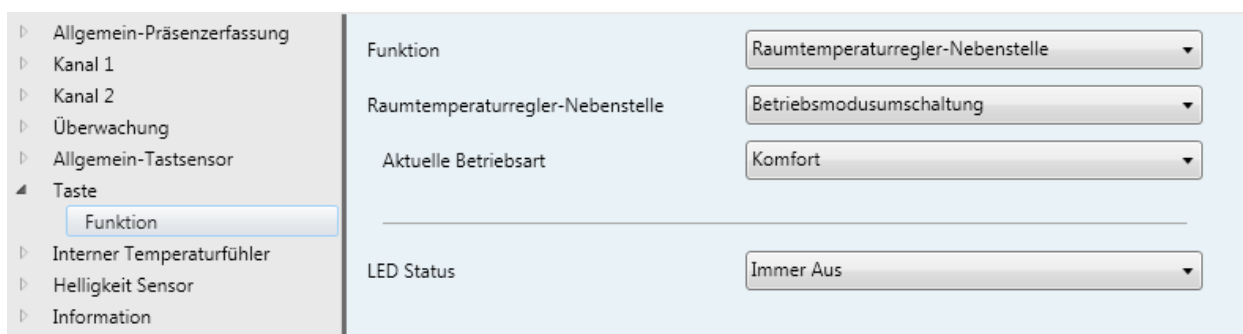 Allgemein-Präsenzerfassung
Kanal 1
Kanal 2
Überwachung
Allgemein-Tastsensor
Taste
Funktion
Interner Temperaturfühler
Helligkeit Sensor
Information
Funktion
Raumtemperaturregler-Nebenstelle
Raumtemperaturregler-Nebenstelle
Betriebsmodusumschaltung
Aktuelle Betriebsart
Komfort
LED Status
Immer Aus